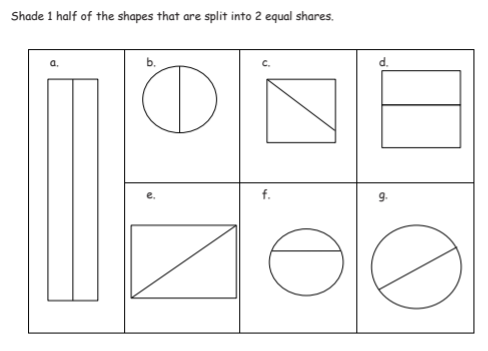 Shade 1 half of the shapes that are split into 2 equal shares.
a.
b.
c.
d.
e.
f.
g.